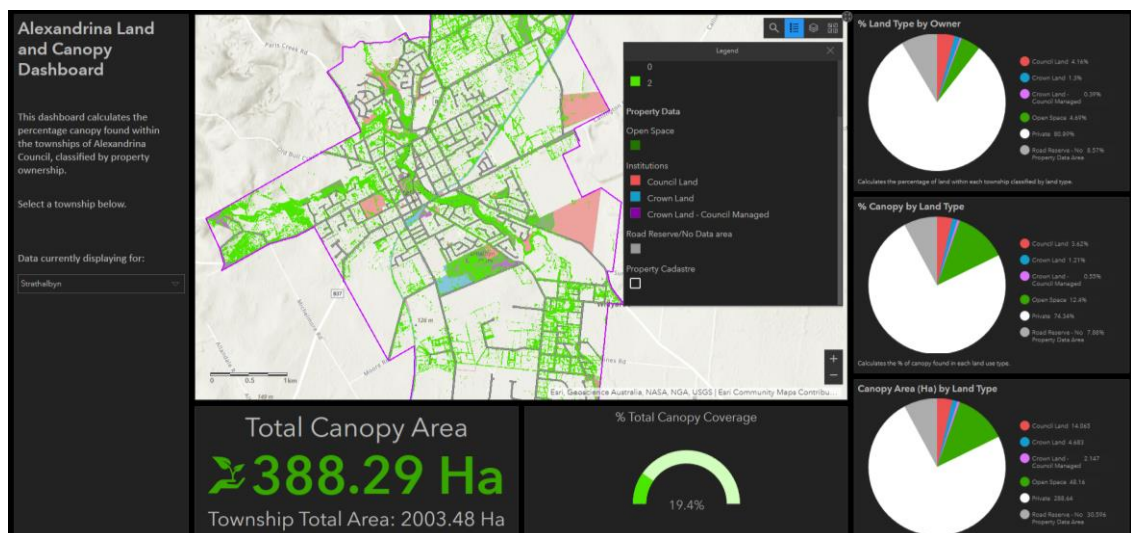 Alexandrina Land
and Canopy
Dashboard
This dashboard calculates the
percentage canopy found within
the townships of Alexandrina
Council, classified by property
ownership.
Select a township below.
Data currently displaying for:
Strathalbyn
Paris Creek Rd
B37
120 m
140 m
0 0.5 1km
Legend
0
2
Property Data
Open Space
Institutions
Council Land
Crown Land
Crown Land - Council Managed
Road Reserve/No Data area
Property Cadastre
+
−
Esri, Geoscience Australia, NASA, NGA, USGS | Esri Community Maps Contribu...
Total Canopy Area
388.29 Ha
Township Total Area: 2003.48 Ha
% Total Canopy Coverage
19.4%
% Land Type by Owner
Council Land 4.16%
Crown Land 1.3%
Crown Land - 0.39%
Council Managed
Open Space 4.69%
Private 80.89%
Road Reserve - No 8.57%
Property Data Area
Calculates the percentage of land within each township classified by land type.
% Canopy by Land Type
Council Land 3.62%
Crown Land 1.21%
Crown Land - 0.55%
Council Managed
Open Space 12.4%
Private 74.34%
Road Reserve - No 7.88%
Property Data Area
Calculates the % of canopy found in each land use type.
Canopy Area (Ha) by Land Type
Council Land 14.065
Crown Land 4.683
Crown Land - 2.147
Council Managed
Open Space 48.16
Private 288.64
Road Reserve - No 30.596
Property Data Area